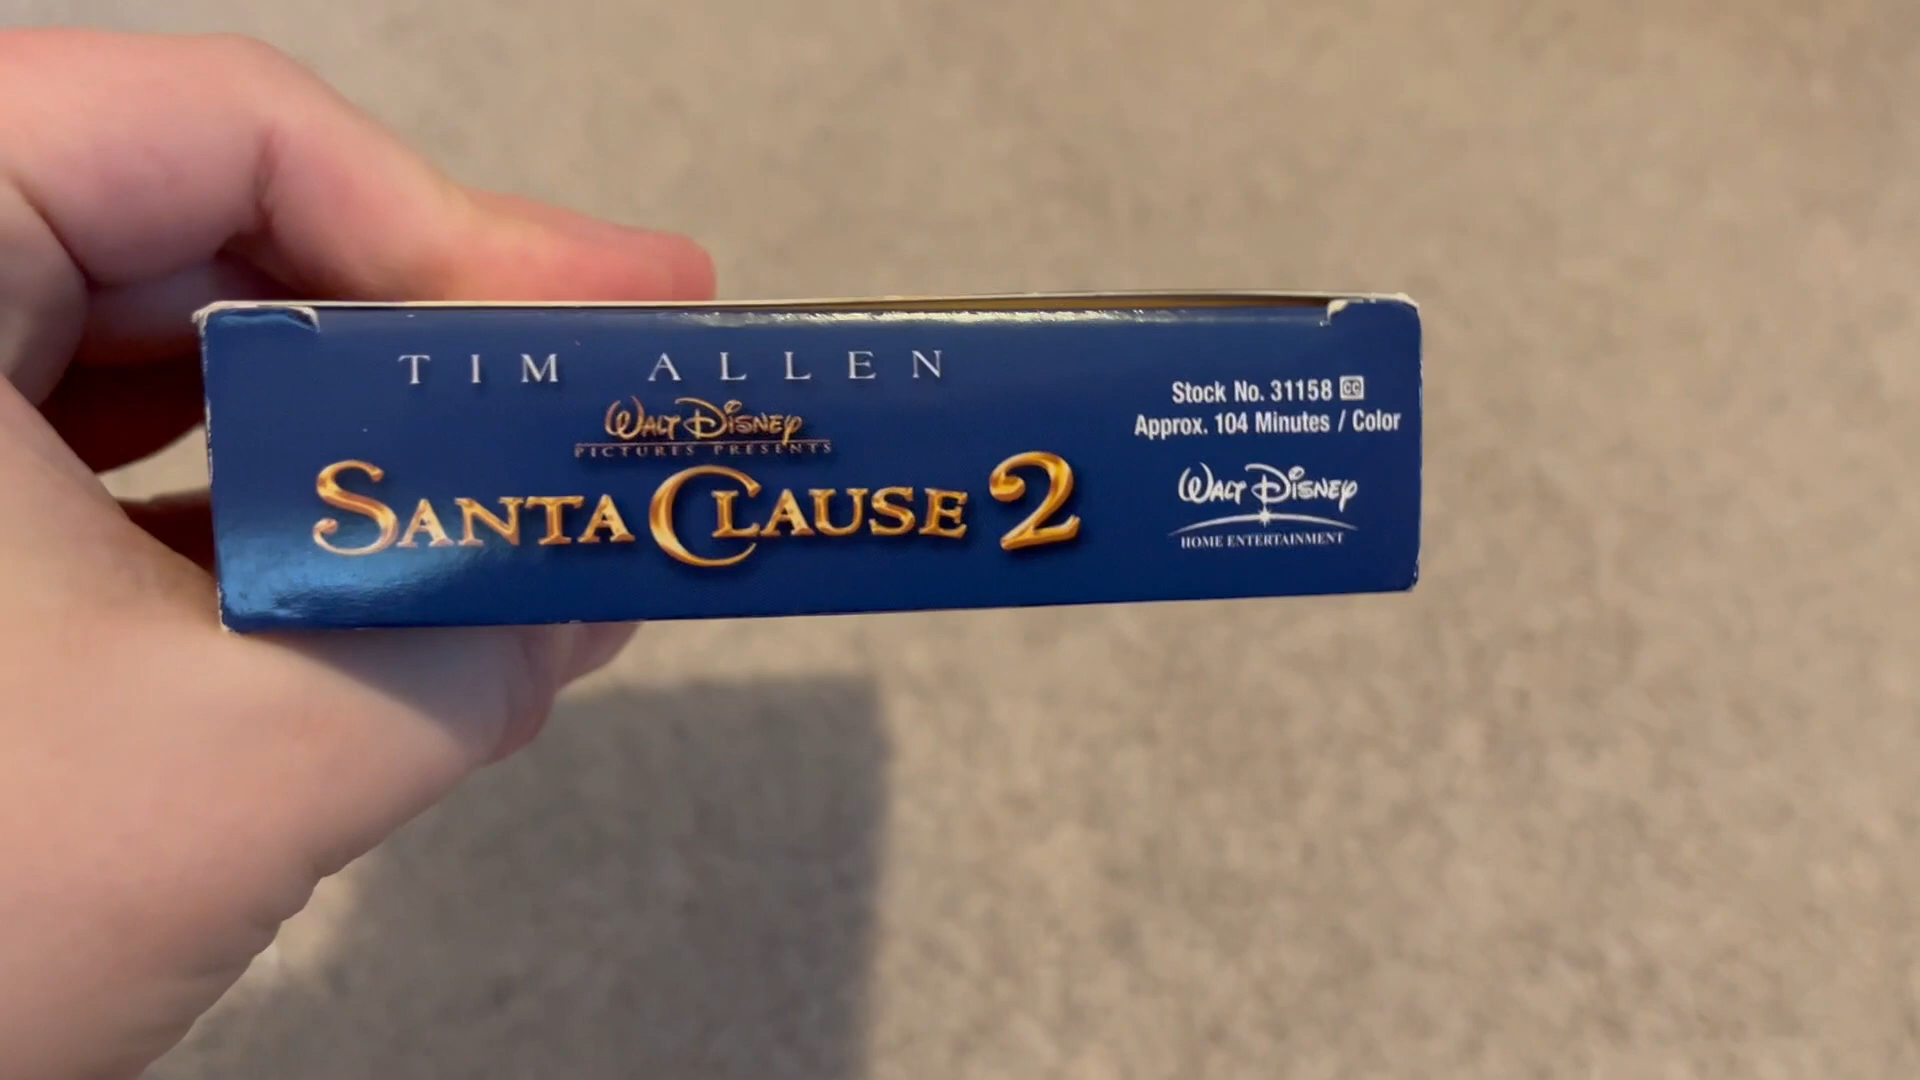 TIM ALLEN
WALT DISNEY
PICTURES PRESENTS
SANTA CLAUSE 2
Stock No. 31158 CC
Approx. 104 Minutes / Color
WALT DISNEY
HOME ENTERTAINMENT